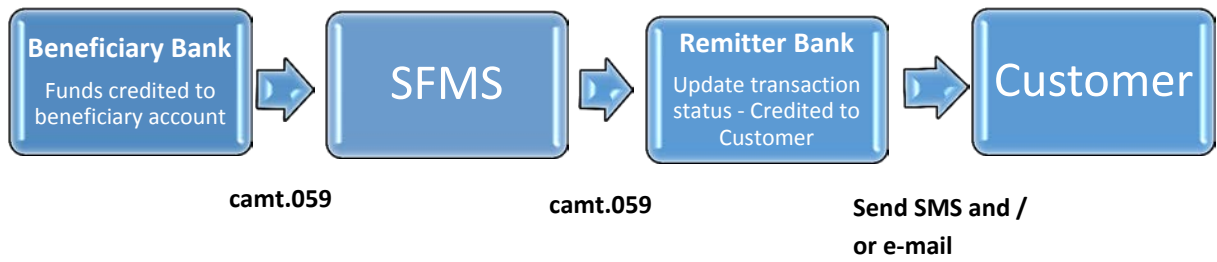 Beneficiary Bank
Funds credited to
beneficiary account
SFMS
Remitter Bank
Update transaction
status - Credited to
Customer
Customer
camt.059
camt.059
Send SMS and /
or e-mail